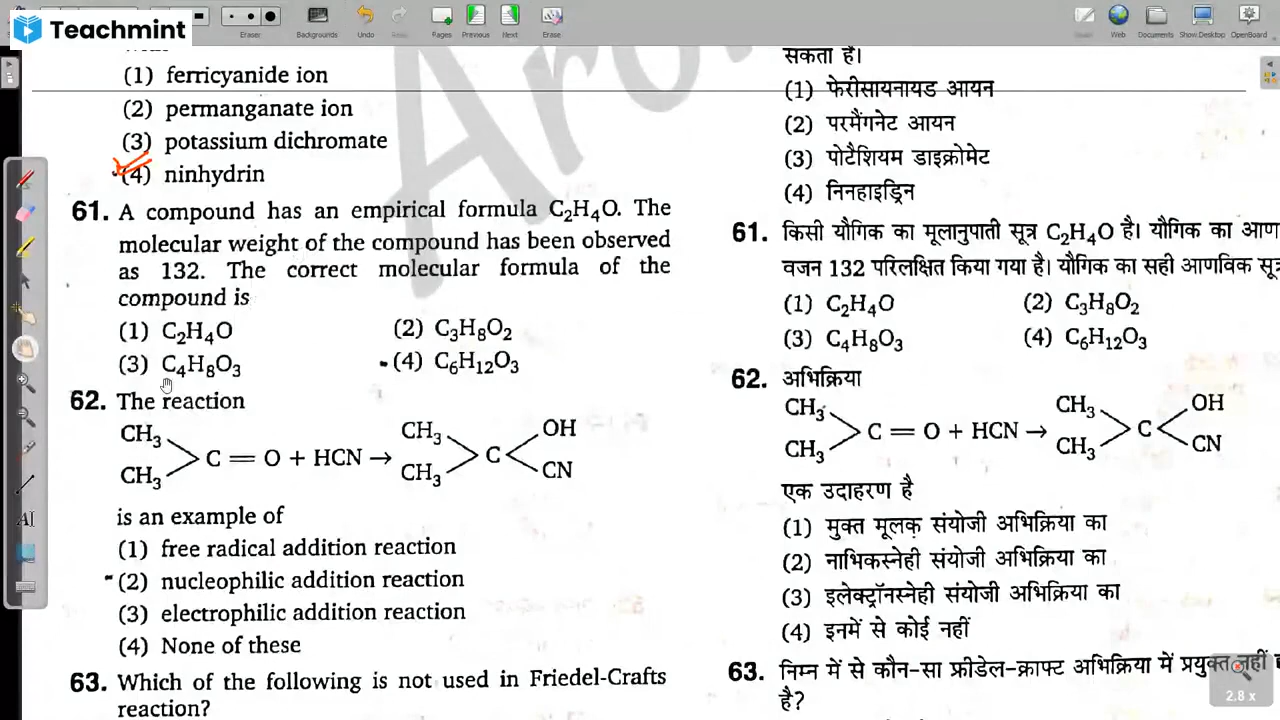 Teachmint
Eraser
Backgrounds
Undo
Redo
Pages
Previous
Next
Erase
Web
Documents
Show Desktop
OpenBoard
(1) ferricyanide ion
(2) permanganate ion
(3) potassium dichromate
(4) ninhydrin
61. A compound has an empirical formula C₂H₄O. The
molecular weight of the compound has been observed
as 132. The correct molecular formula of the
compound is
(1) C₂H₄O (2) C₃H₈O₂
(3) C₄H₈O₃ (4) C₆H₁₂O₃
62. The reaction
CH₃ CH₃ OH
C = O + HCN → C
CH₃ CH₃ CN
is an example of
(1) free radical addition reaction
(2) nucleophilic addition reaction
(3) electrophilic addition reaction
(4) None of these
63. Which of the following is not used in Friedel-Crafts
reaction?
सकता है।
(1) फेरीसायनायड आयन
(2) परमैंगनेट आयन
(3) पोटैशियम डाइक्रोमेट
(4) निनहाइड्रिन
61. किसी यौगिक का मूलानुपाती सूत्र C₂H₄O है। यौगिक का आण
वजन 132 परिलक्षित किया गया है। यौगिक का सही आणविक सूत्र
(1) C₂H₄O (2) C₃H₈O₂
(3) C₄H₈O₃ (4) C₆H₁₂O₃
62. अभिक्रिया
CH₃ CH₃ OH
C = O + HCN → C
CH₃ CH₃ CN
एक उदाहरण है
(1) मुक्त मूलक संयोजी अभिक्रिया का
(2) नाभिकस्नेही संयोजी अभिक्रिया का
(3) इलेक्ट्रॉनस्नेही संयोजी अभिक्रिया का
(4) इनमें से कोई नहीं
63. निम्न में से कौन-सा फ्रीडेल-क्राफ्ट अभिक्रिया में प्रयुक्त नहीं
है?
2.8 x